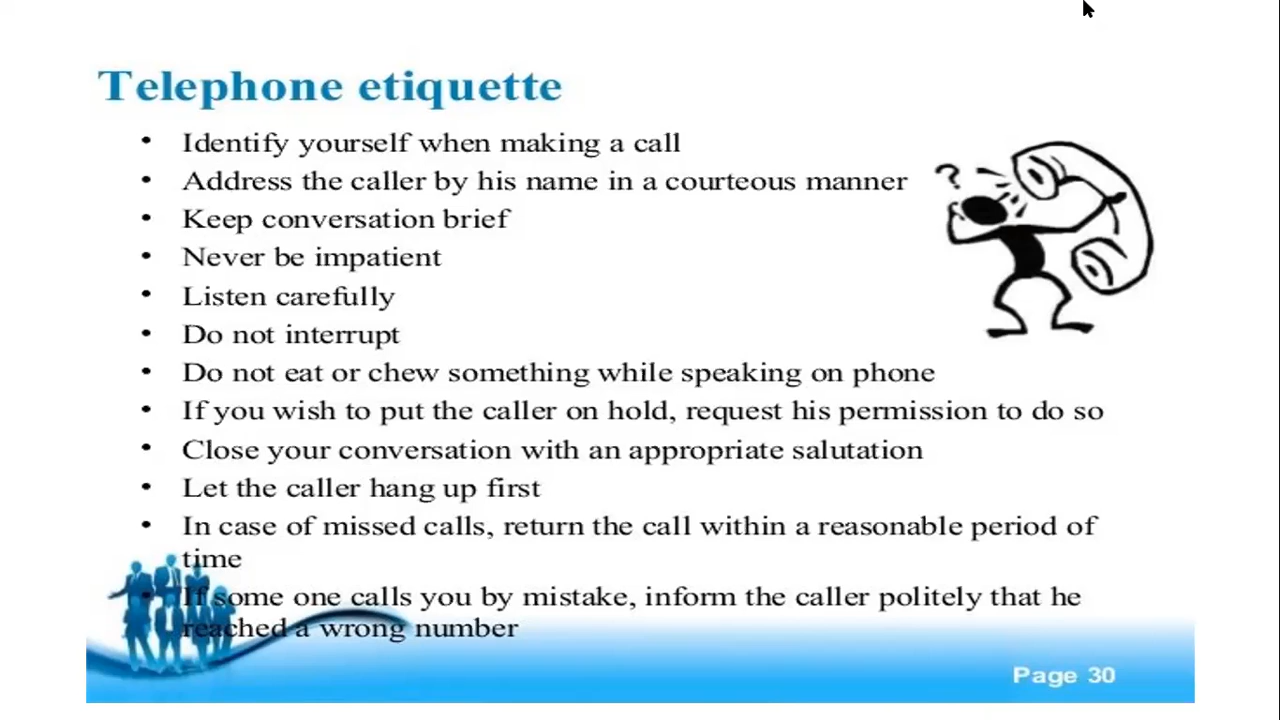 Telephone etiquette
• Identify yourself when making a call
• Address the caller by his name in a courteous manner
• Keep conversation brief
• Never be impatient
• Listen carefully
• Do not interrupt
• Do not eat or chew something while speaking on phone
• If you wish to put the caller on hold, request his permission to do so
• Close your conversation with an appropriate salutation
• Let the caller hang up first
• In case of missed calls, return the call within a reasonable period of
time
• If some one calls you by mistake, inform the caller politely that he
reached a wrong number
?
Page 30